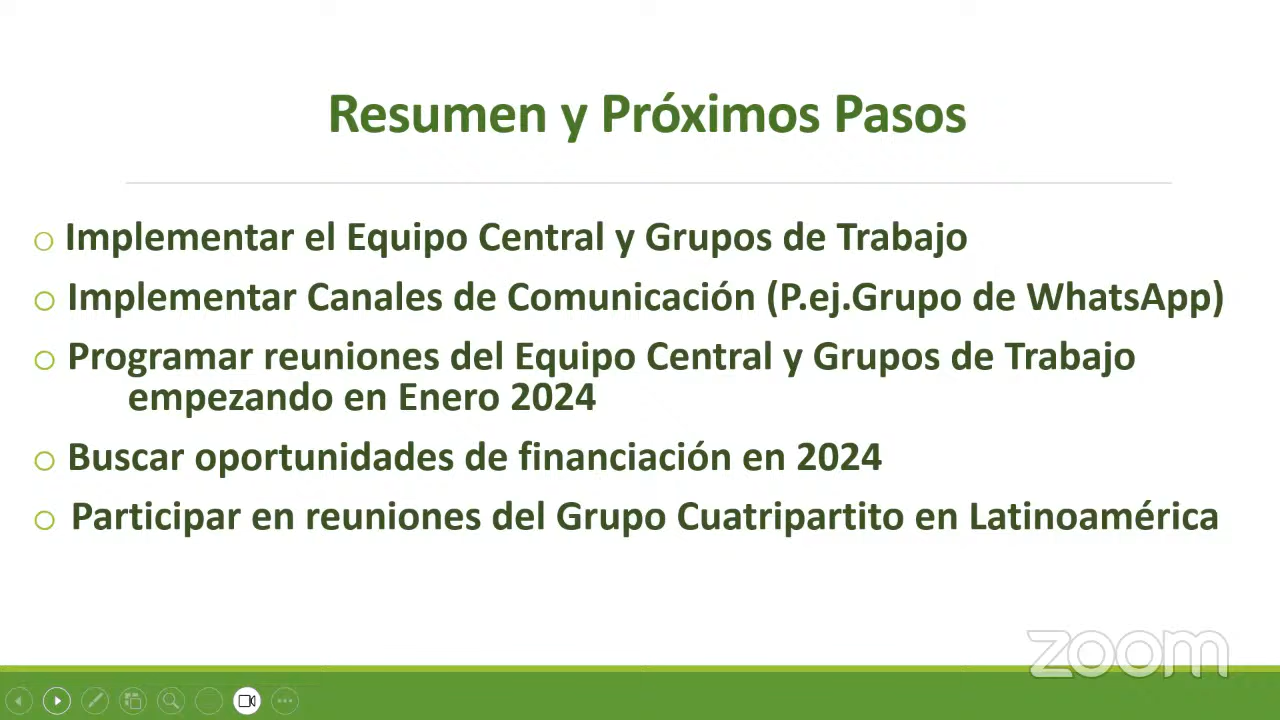 Resumen y Próximos Pasos
o Implementar el Equipo Central y Grupos de Trabajo
o Implementar Canales de Comunicación (P.ej.Grupo de WhatsApp)
o Programar reuniones del Equipo Central y Grupos de Trabajo
empezando en Enero 2024
o Buscar oportunidades de financiación en 2024
o Participar en reuniones del Grupo Cuatripartito en Latinoamérica
zoom